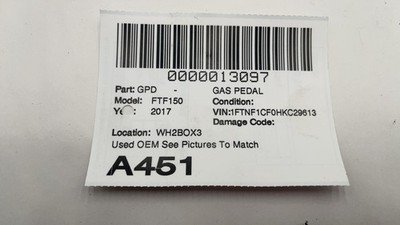 0000013097
Part: GPD - GAS PEDAL
Model: FTF150 Condition:
Year: 2017 VIN:1FTNF1CF0HKC29613
Damage Code:
Location: WH2BOX3
Used OEM See Pictures To Match
A451